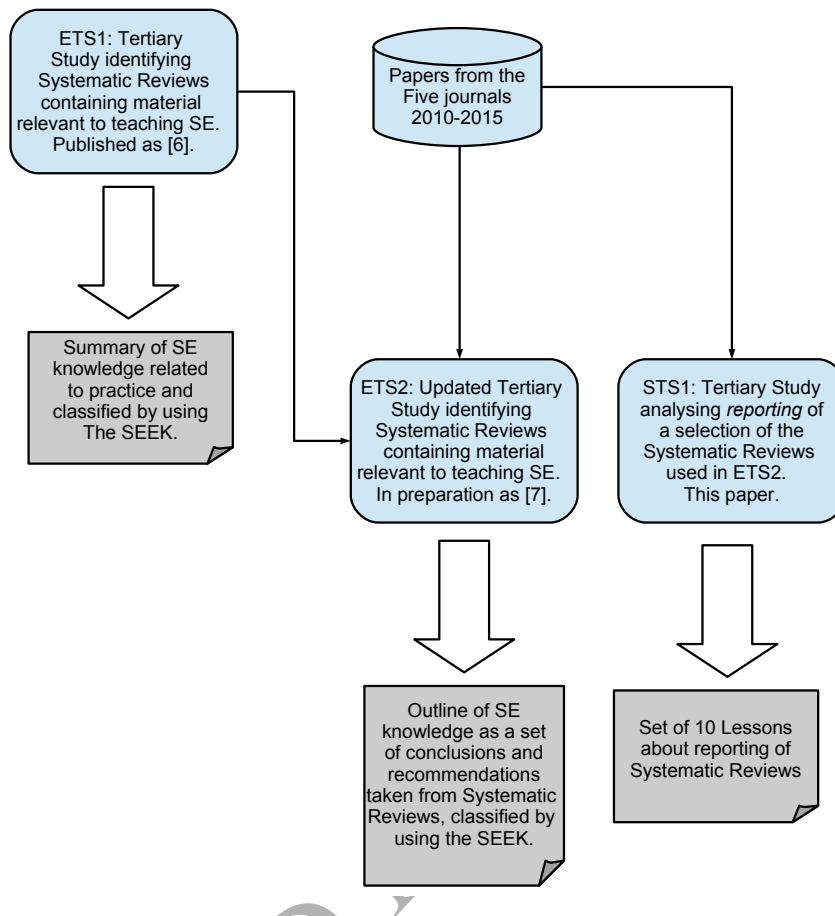 ETS1: Tertiary
Study identifying
Systematic Reviews
containing material
relevant to teaching SE.
Published as [6].
Papers from the
Five journals
2010-2015
Summary of SE
knowledge related
to practice and
classified by using
The SEEK.
ETS2: Updated Tertiary
Study identifying
Systematic Reviews
containing material
relevant to teaching SE.
In preparation as [7].
STS1: Tertiary Study
analysing reporting of
a selection of the
Systematic Reviews
used in ETS2.
This paper.
Outline of SE
knowledge as a set
of conclusions and
recommendations
taken from Systematic
Reviews, classified by
using the SEEK.
Set of 10 Lessons
about reporting of
Systematic Reviews